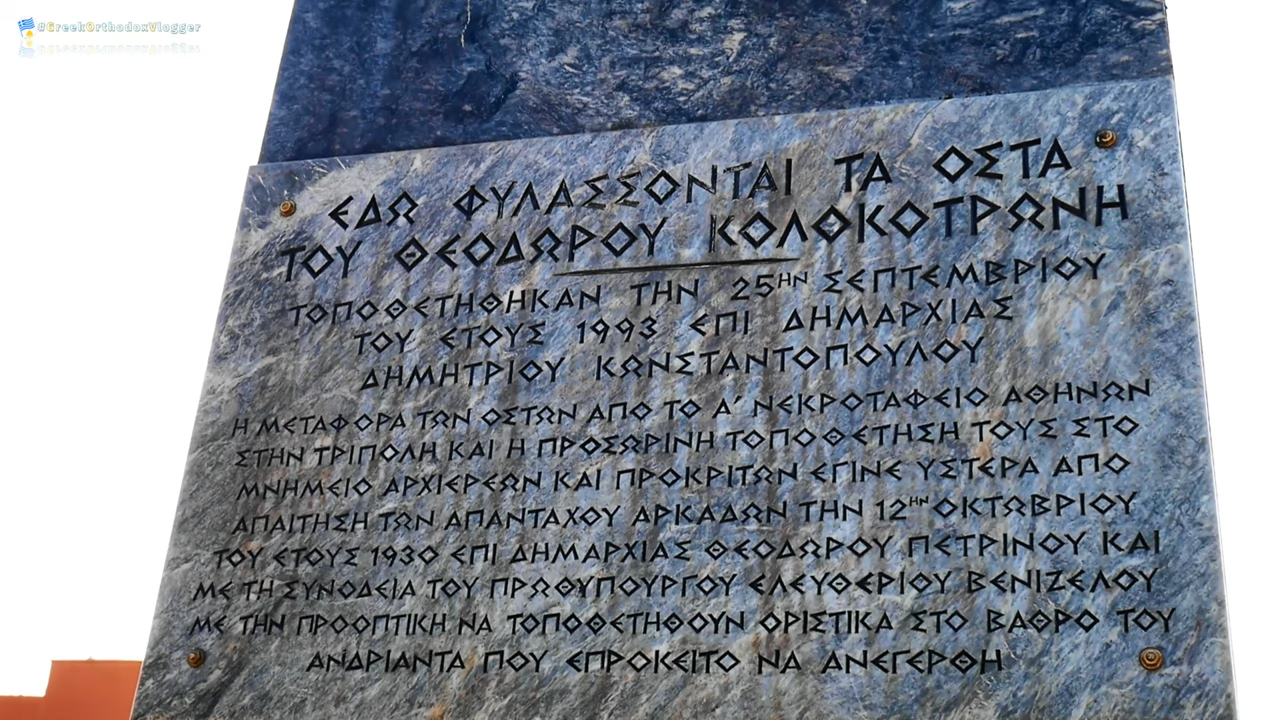 #GreekOrthodoxVlogger
ΕΔΩ ΦΥΛΑΣΣΟΝΤΑΙ ΤΑ ΟΣΤΑ
ΤΟΥ ΘΕΟΔΩΡΟΥ ΚΟΛΟΚΟΤΡΩΝΗ
ΤΟΠΟΘΕΤΗΘΗΚΑΝ ΤΗΝ 25ΗΝ ΣΕΠΤΕΜΒΡΙΟΥ
ΤΟΥ ΕΤΟΥΣ 1993 ΕΠΙ ΔΗΜΑΡΧΙΑΣ
ΔΗΜΗΤΡΙΟΥ ΚΩΝΣΤΑΝΤΟΠΟΥΛΟΥ
Η ΜΕΤΑΦΟΡΑ ΤΩΝ ΟΣΤΩΝ ΑΠΟ ΤΟ Α΄ ΝΕΚΡΟΤΑΦΕΙΟ ΑΘΗΝΩΝ
ΣΤΗΝ ΤΡΙΠΟΛΗ ΚΑΙ Η ΠΡΟΣΩΡΙΝΗ ΤΟΠΟΘΕΤΗΣΗ ΤΟΥΣ ΣΤΟ
ΜΝΗΜΕΙΟ ΑΡΧΙΕΡΕΩΝ ΚΑΙ ΠΡΟΚΡΙΤΩΝ ΕΓΙΝΕ ΥΣΤΕΡΑ ΑΠΟ
ΑΠΑΙΤΗΣΗ ΤΩΝ ΑΠΑΝΤΑΧΟΥ ΑΡΚΑΔΩΝ ΤΗΝ 12ΗΝ ΟΚΤΩΒΡΙΟΥ
ΤΟΥ ΕΤΟΥΣ 1930 ΕΠΙ ΔΗΜΑΡΧΙΑΣ ΘΕΟΔΩΡΟΥ ΠΕΤΡΙΝΟΥ ΚΑΙ
ΜΕ ΤΗ ΣΥΝΟΔΕΙΑ ΤΟΥ ΠΡΩΘΥΠΟΥΡΓΟΥ ΕΛΕΥΘΕΡΙΟΥ ΒΕΝΙΖΕΛΟΥ
ΜΕ ΤΗΝ ΠΡΟΟΠΤΙΚΗ ΝΑ ΤΟΠΟΘΕΤΗΘΟΥΝ ΟΡΙΣΤΙΚΑ ΣΤΟ ΒΑΘΡΟ ΤΟΥ
ΑΝΔΡΙΑΝΤΑ ΠΟΥ ΕΠΡΟΚΕΙΤΟ ΝΑ ΑΝΕΓΕΡΘΗ